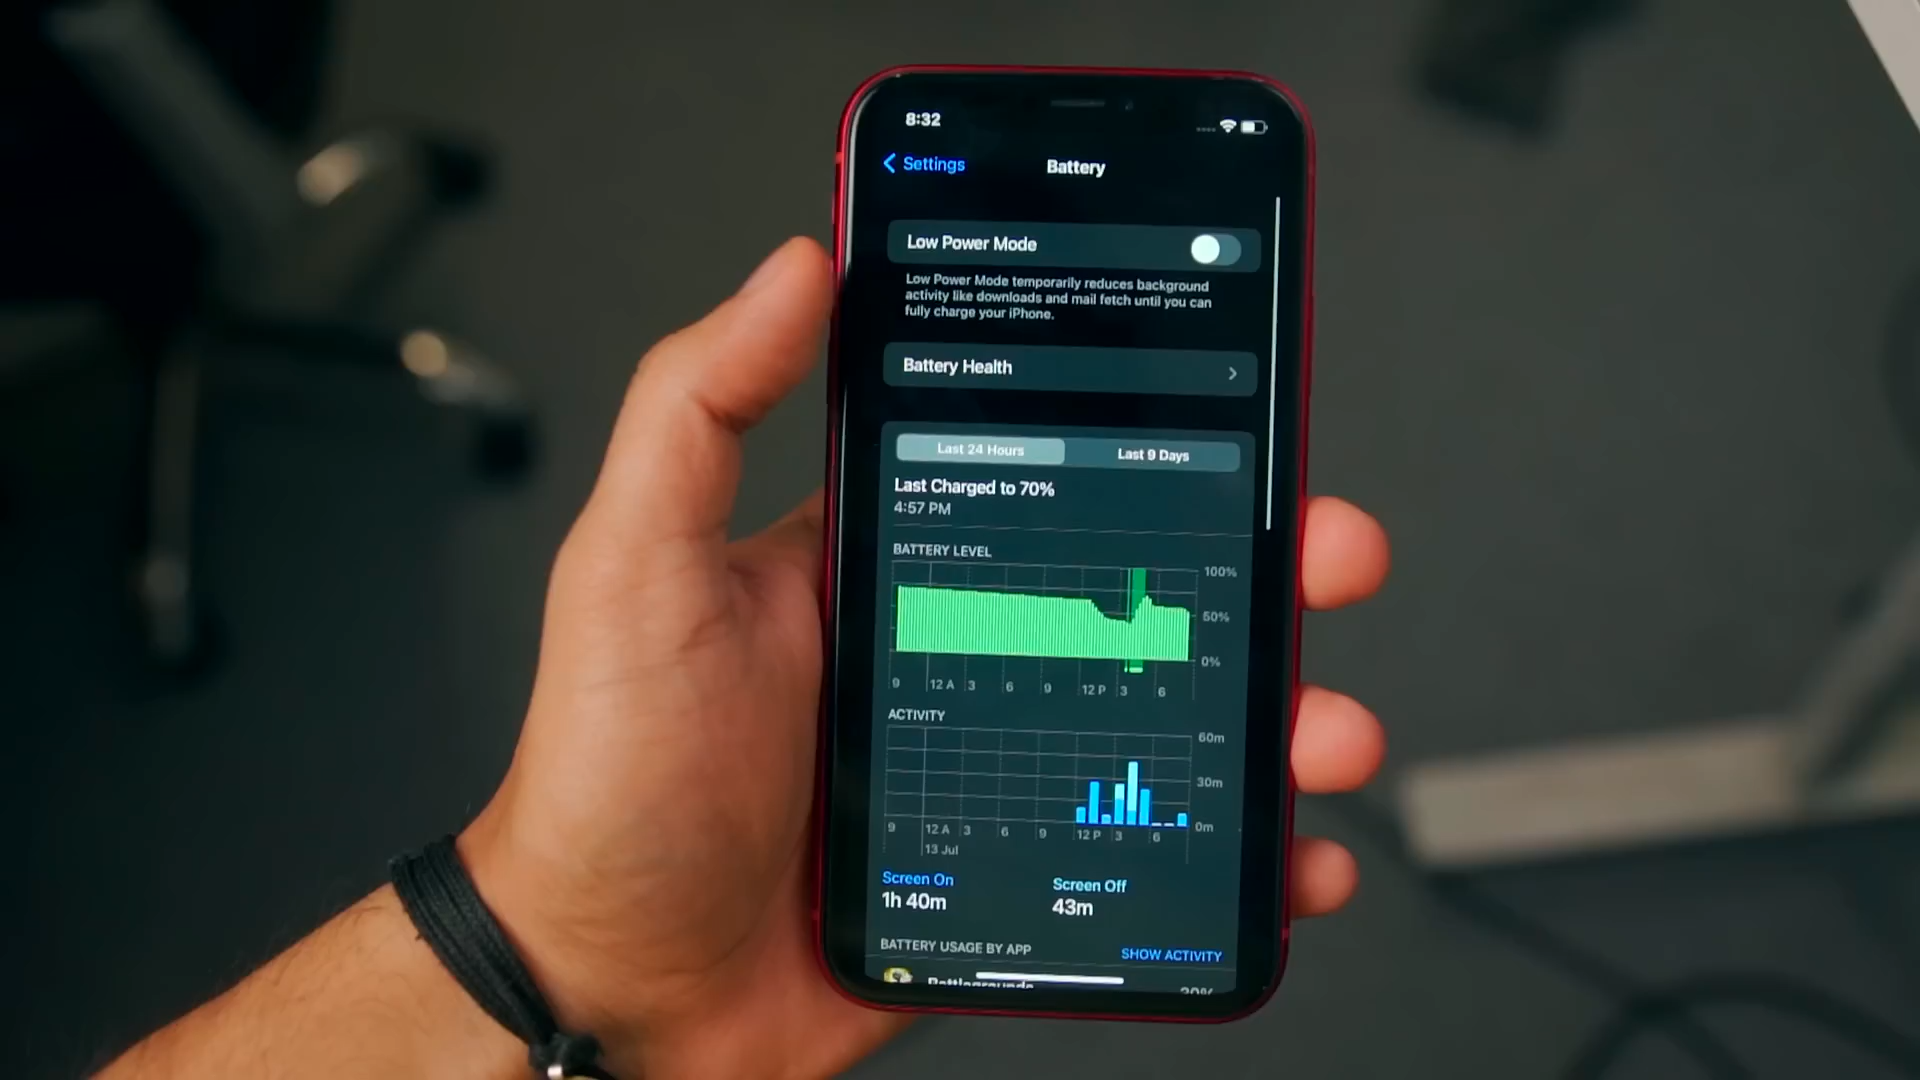 8:32
Settings
Battery
Low Power Mode
Low Power Mode temporarily reduces background
activity like downloads and mail fetch until you can
fully charge your iPhone.
Battery Health
Last 24 Hours
Last 9 Days
Last Charged to 70%
4:57 PM
BATTERY LEVEL
100%
50%
0%
9 12 A 3 6 9 12 P 3 6
ACTIVITY
60m
30m
0m
9 12 A 3 6 9 12 P 3 6
13 Jul
Screen On
1h 40m
Screen Off
43m
BATTERY USAGE BY APP
SHOW ACTIVITY
Battlegrounds